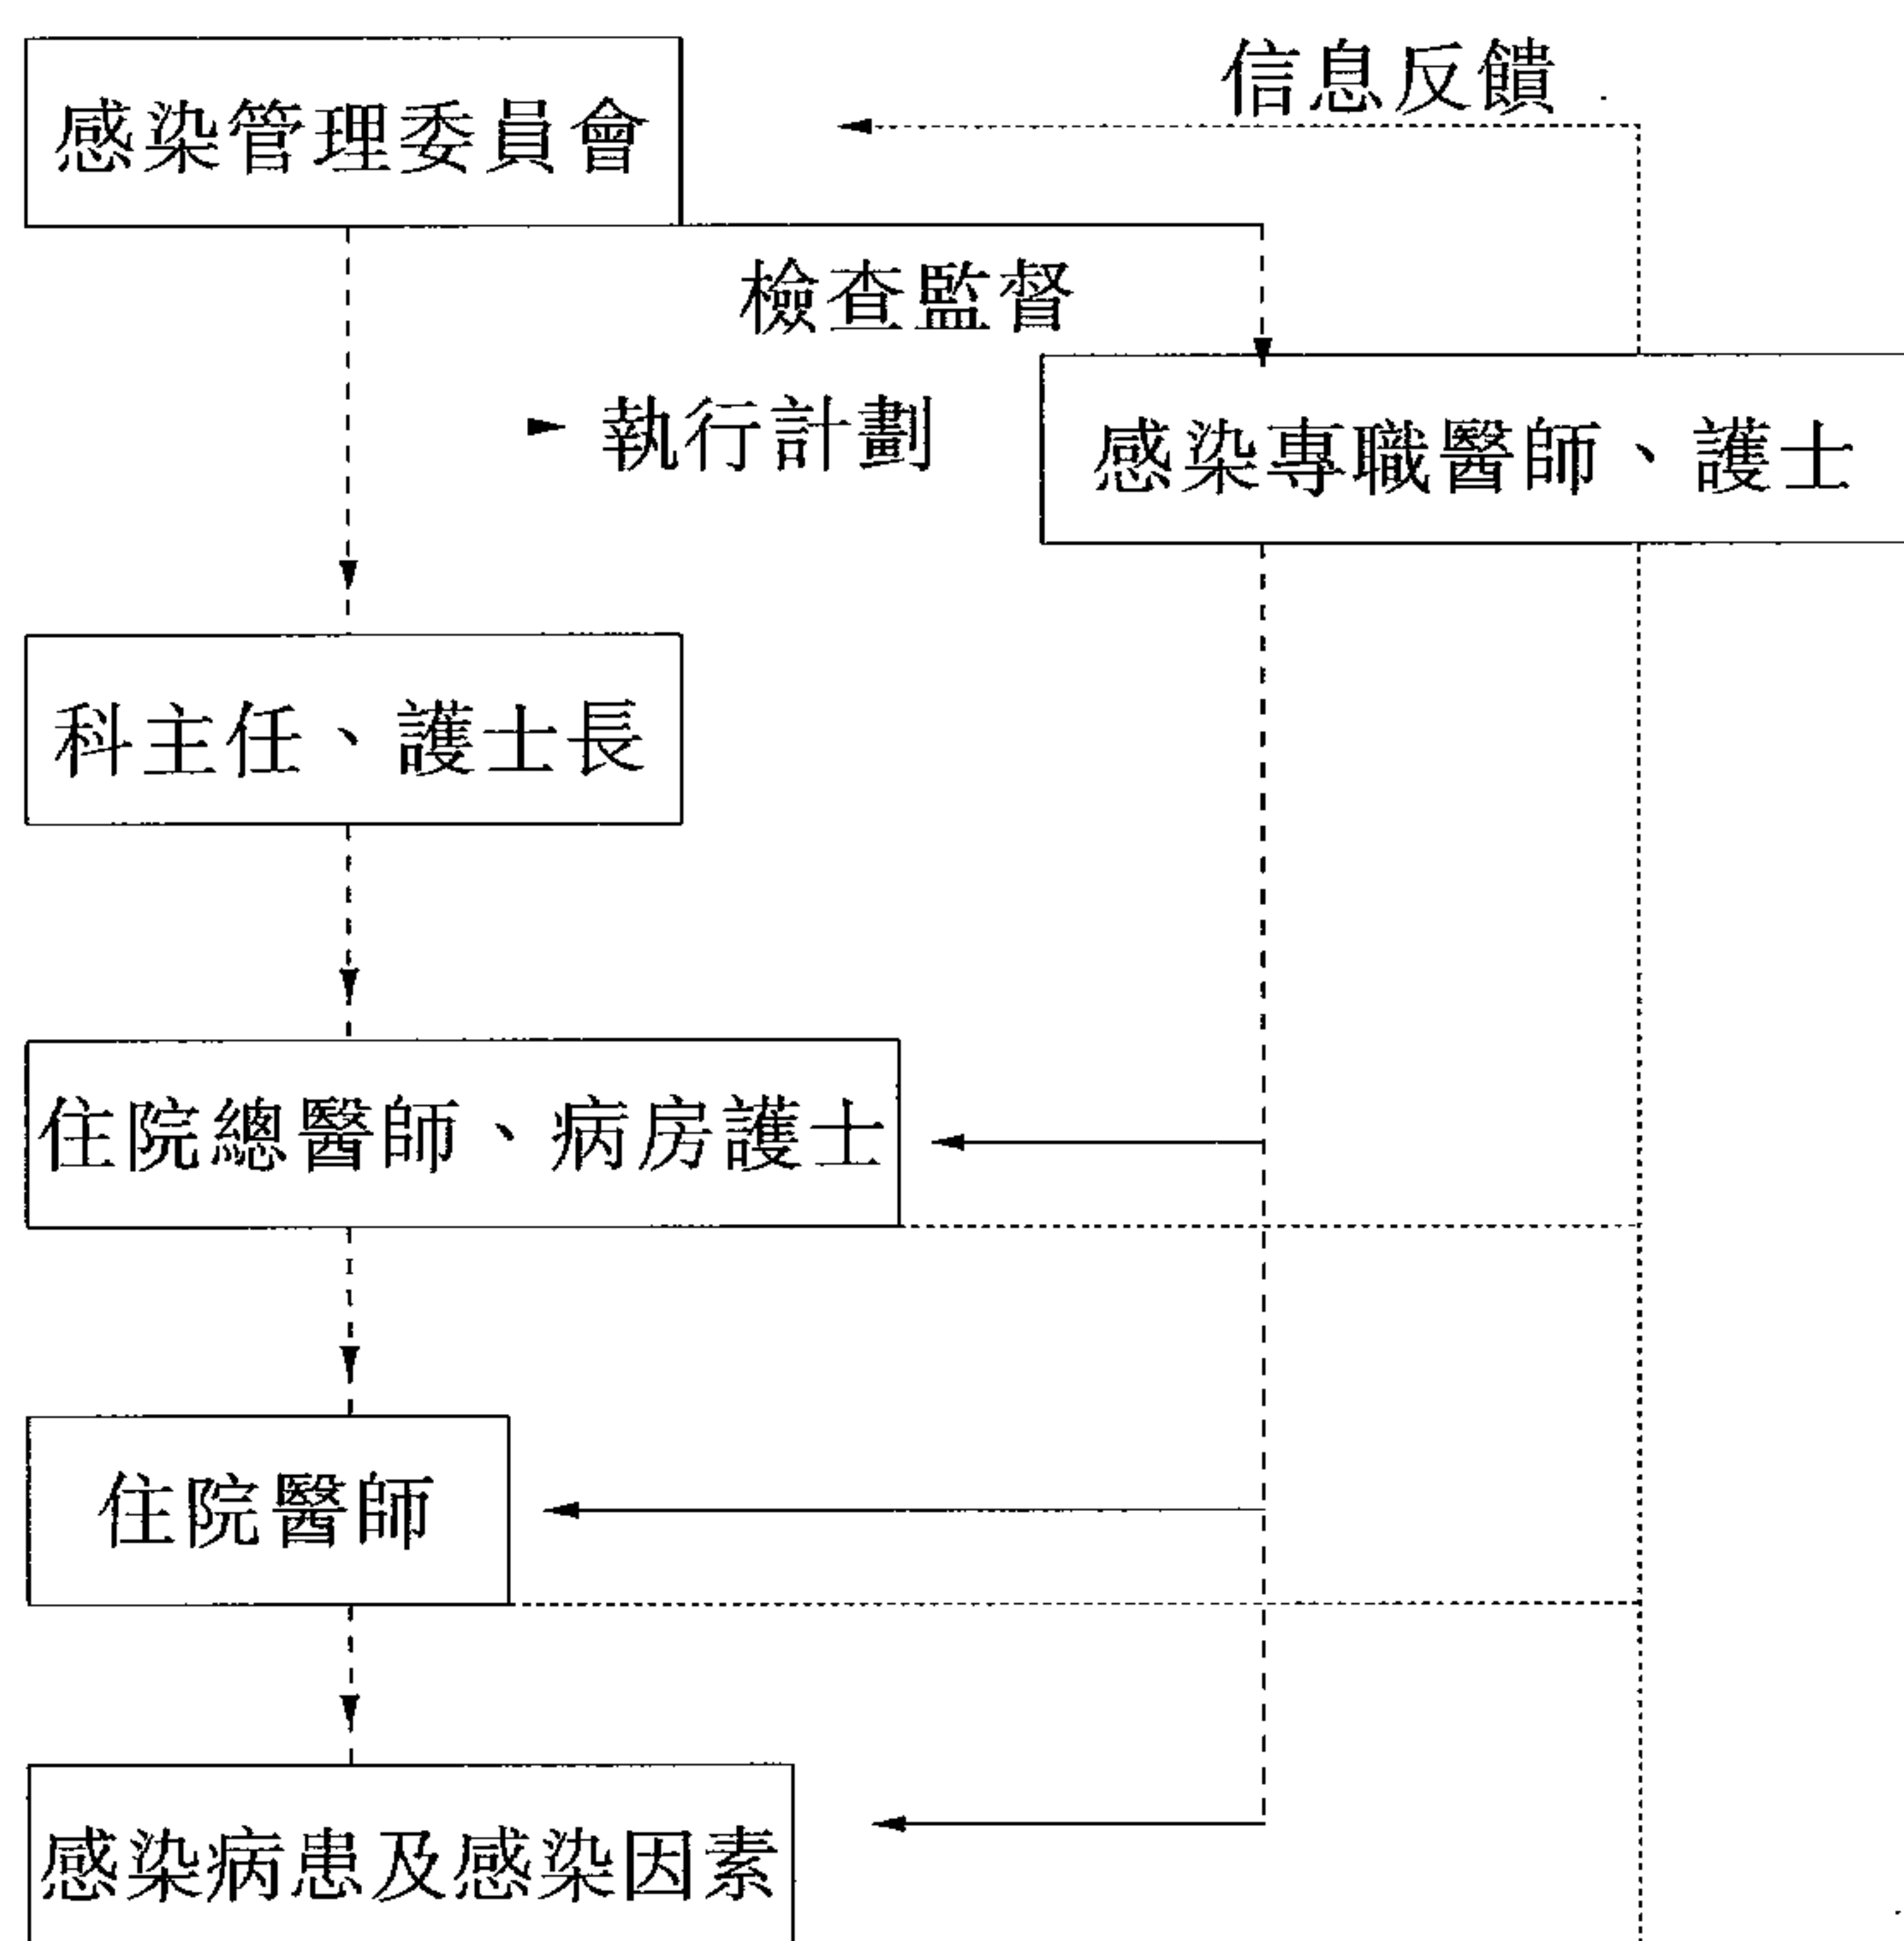 信息反饋
感染管理委員會
檢查監督
執行計劃
感染專職醫師、護士
科主任、護士長
住院總醫師、病房護士
住院醫師
感染病患及感染因素